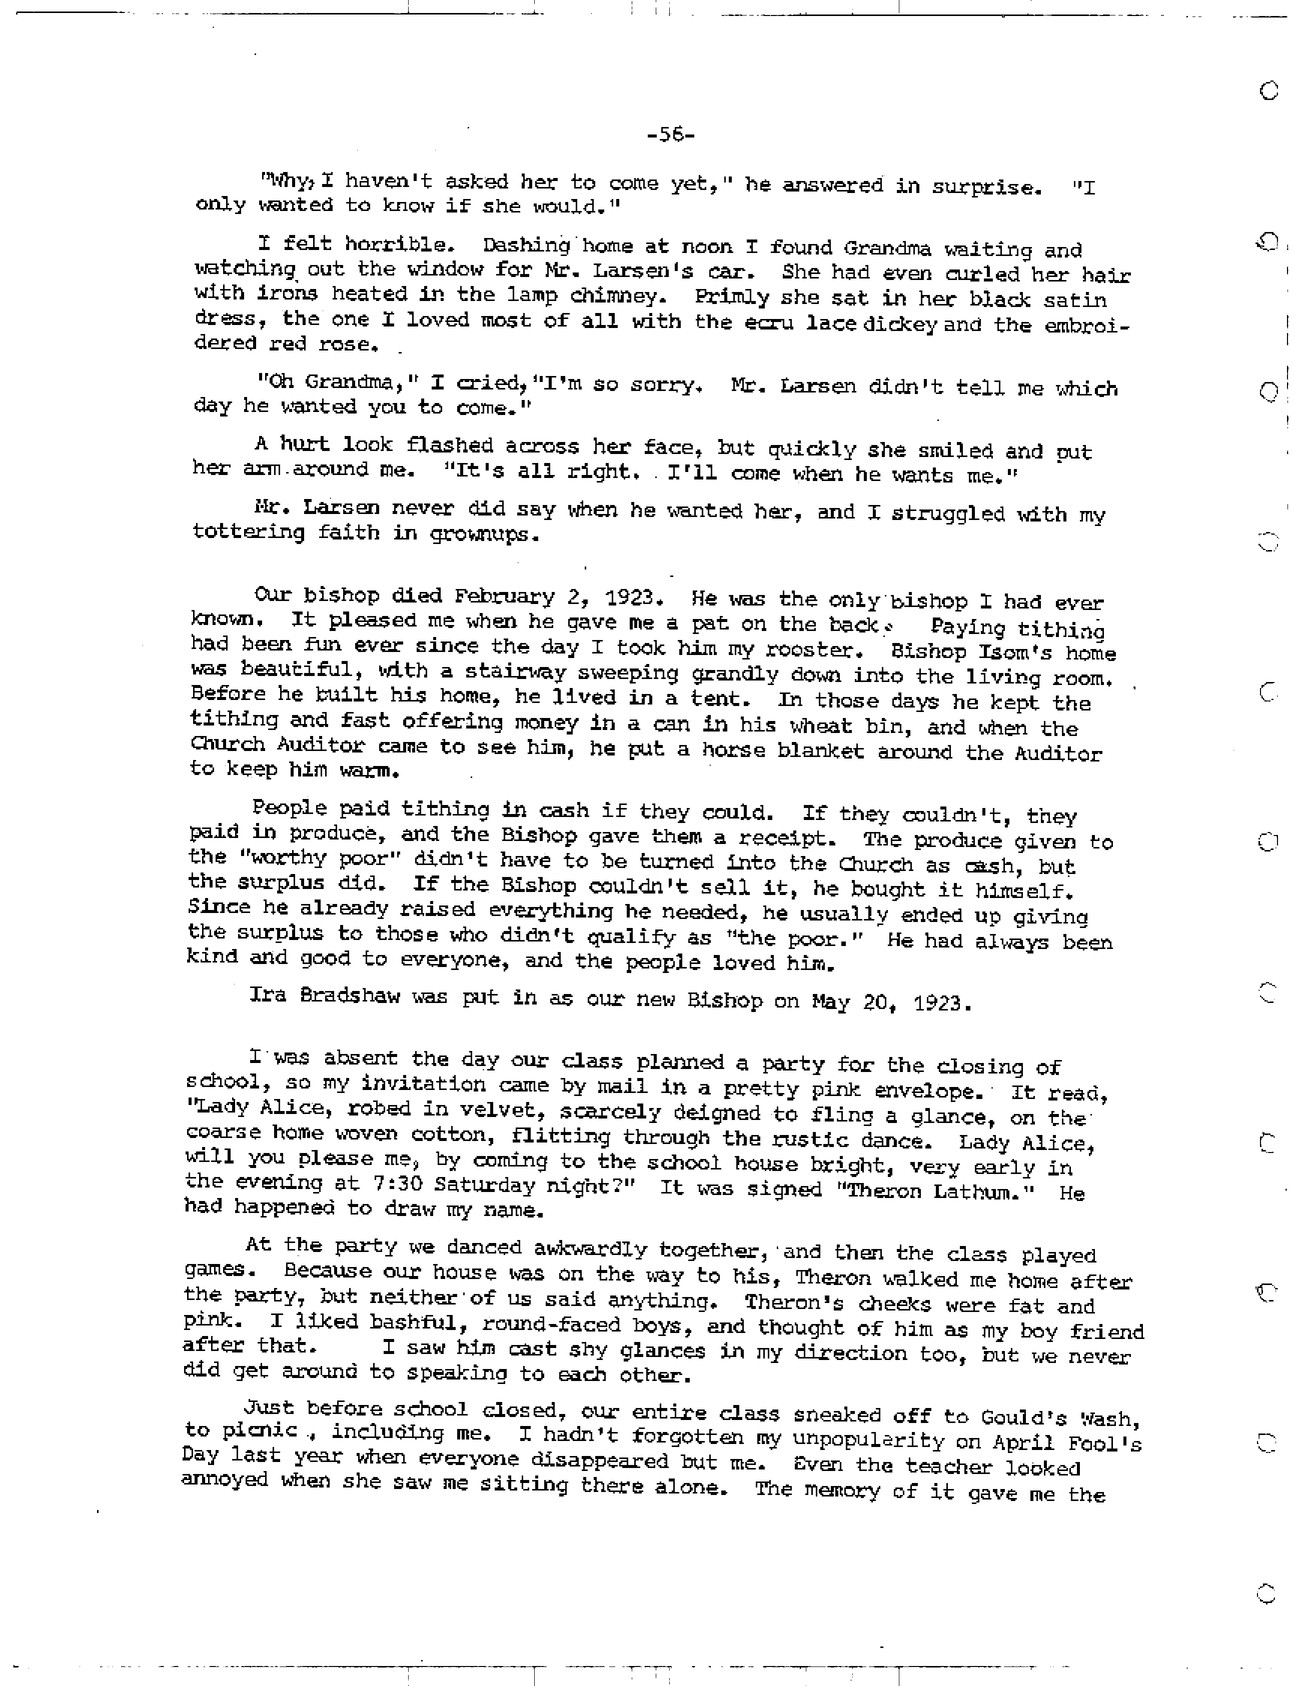 -56-
"Why, I haven't asked her to come yet," he answered in surprise. "I
only wanted to know if she would."
I felt horrible. Dashing home at noon I found Grandma waiting and
watching out the window for Mr. Larsen's car. She had even curled her hair
with irons heated in the lamp chimney. Primly she sat in her black satin
dress, the one I loved most of all with the ecru lace dickey and the embroi-
dered red rose.
"Oh Grandma," I cried, "I'm so sorry. Mr. Larsen didn't tell me which
day he wanted you to come."
A hurt look flashed across her face, but quickly she smiled and put
her arm around me. "It's all right. I'll come when he wants me."
Mr. Larsen never did say when he wanted her, and I struggled with my
tottering faith in grownups.
Our bishop died February 2, 1923. He was the only bishop I had ever
known. It pleased me when he gave me a pat on the back. Paying tithing
had been fun ever since the day I took him my rooster. Bishop Isom's home
was beautiful, with a stairway sweeping grandly down into the living room.
Before he built his home, he lived in a tent. In those days he kept the
tithing and fast offering money in a can in his wheat bin, and when the
Church Auditor came to see him, he put a horse blanket around the Auditor
to keep him warm.
People paid tithing in cash if they could. If they couldn't, they
paid in produce, and the Bishop gave them a receipt. The produce given to
the "worthy poor" didn't have to be turned into the Church as cash, but
the surplus did. If the Bishop couldn't sell it, he bought it himself.
Since he already raised everything he needed, he usually ended up giving
the surplus to those who didn't qualify as "the poor." He had always been
kind and good to everyone, and the people loved him.
Ira Bradshaw was put in as our new Bishop on May 20, 1923.
I was absent the day our class planned a party for the closing of
school, so my invitation came by mail in a pretty pink envelope. It read,
"Lady Alice, robed in velvet, scarcely deigned to fling a glance, on the
coarse home woven cotton, flitting through the rustic dance. Lady Alice,
will you please me, by coming to the school house bright, very early in
the evening at 7:30 Saturday night?" It was signed "Theron Lathum." He
had happened to draw my name.
At the party we danced awkwardly together, and then the class played
games. Because our house was on the way to his, Theron walked me home after
the party, but neither of us said anything. Theron's cheeks were fat and
pink. I liked bashful, round-faced boys, and thought of him as my boy friend
after that. I saw him cast shy glances in my direction too, but we never
did get around to speaking to each other.
Just before school closed, our entire class sneaked off to Gould's Wash,
to picnic , including me. I hadn't forgotten my unpopularity on April Fool's
Day last year when everyone disappeared but me. Even the teacher looked
annoyed when she saw me sitting there alone. The memory of it gave me the